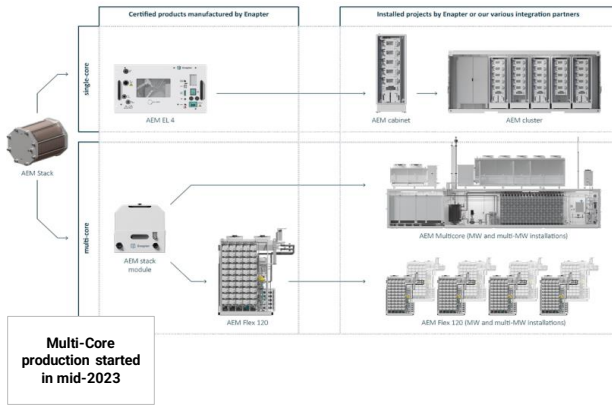 Certified products manufactured by Enapter
Installed projects by Enapter or our various integration partners
single-core
AEM EL 4
AEM cabinet
AEM cluster
AEM Stack
multi-core
AEM stack
module
AEM Multicore (MW and multi-MW installations)
AEM Flex 120
AEM Flex 120 (MW and multi-MW installations)
Multi-Core
production started
in mid-2023